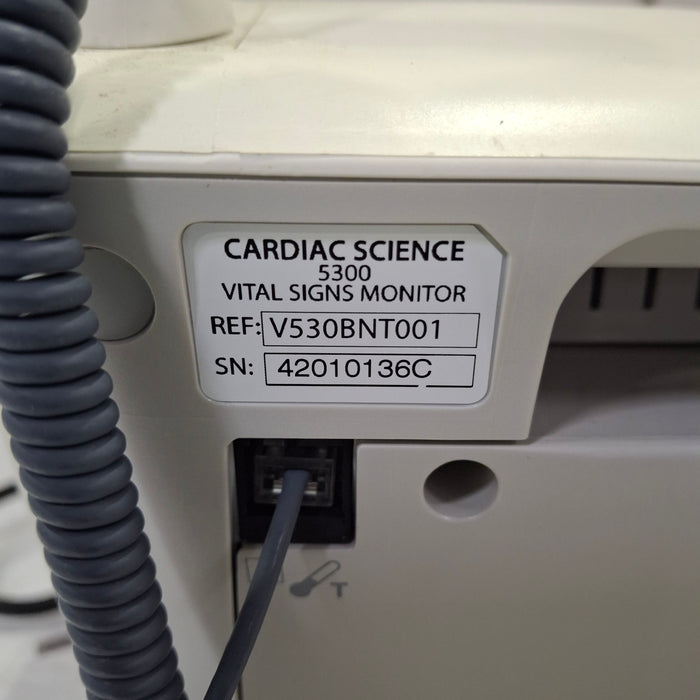 CARDIAC SCIENCE
5300
VITAL SIGNS MONITOR
REF: V530BNT001
SN: 42010136C
T